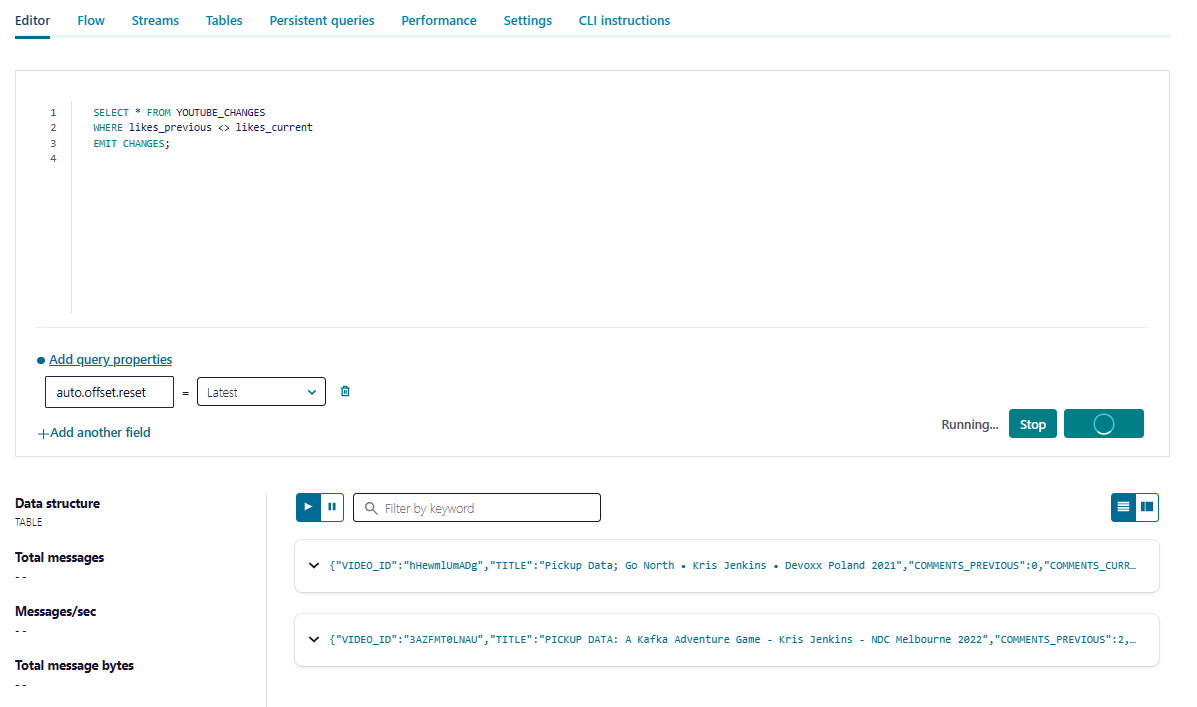 Editor Flow Streams Tables Persistent queries Performance Settings CLI instructions
1 SELECT * FROM YOUTUBE_CHANGES
2 WHERE likes_previous <> likes_current
3 EMIT CHANGES;
4
Add query properties
auto.offset.reset = Latest
+Add another field
Running... Stop
Data structure
TABLE
Total messages
- -
Messages/sec
- -
Total message bytes
- -
Filter by keyword
{"VIDEO_ID":"hHewmlUmADg","TITLE":"Pickup Data; Go North • Kris Jenkins • Devoxx Poland 2021","COMMENTS_PREVIOUS":0,"COMMENTS_CURR…
{"VIDEO_ID":"3AZFMT0LNAU","TITLE":"PICKUP DATA: A Kafka Adventure Game - Kris Jenkins - NDC Melbourne 2022","COMMENTS_PREVIOUS":2,…